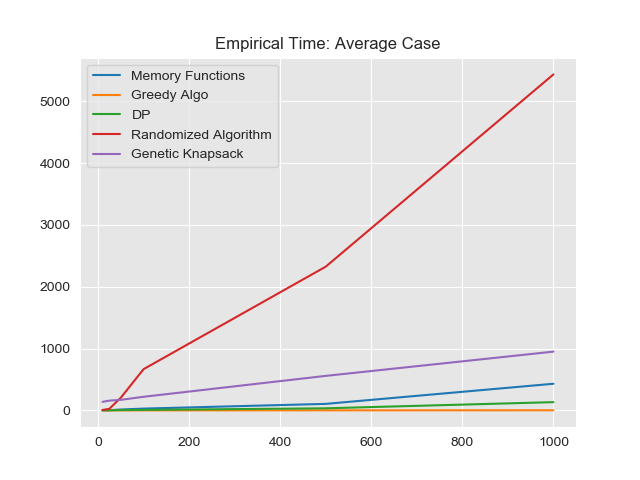 Empirical Time: Average Case
Memory Functions
Greedy Algo
DP
Randomized Algorithm
Genetic Knapsack
5000
4000
3000
2000
1000
0
0 200 400 600 800 1000